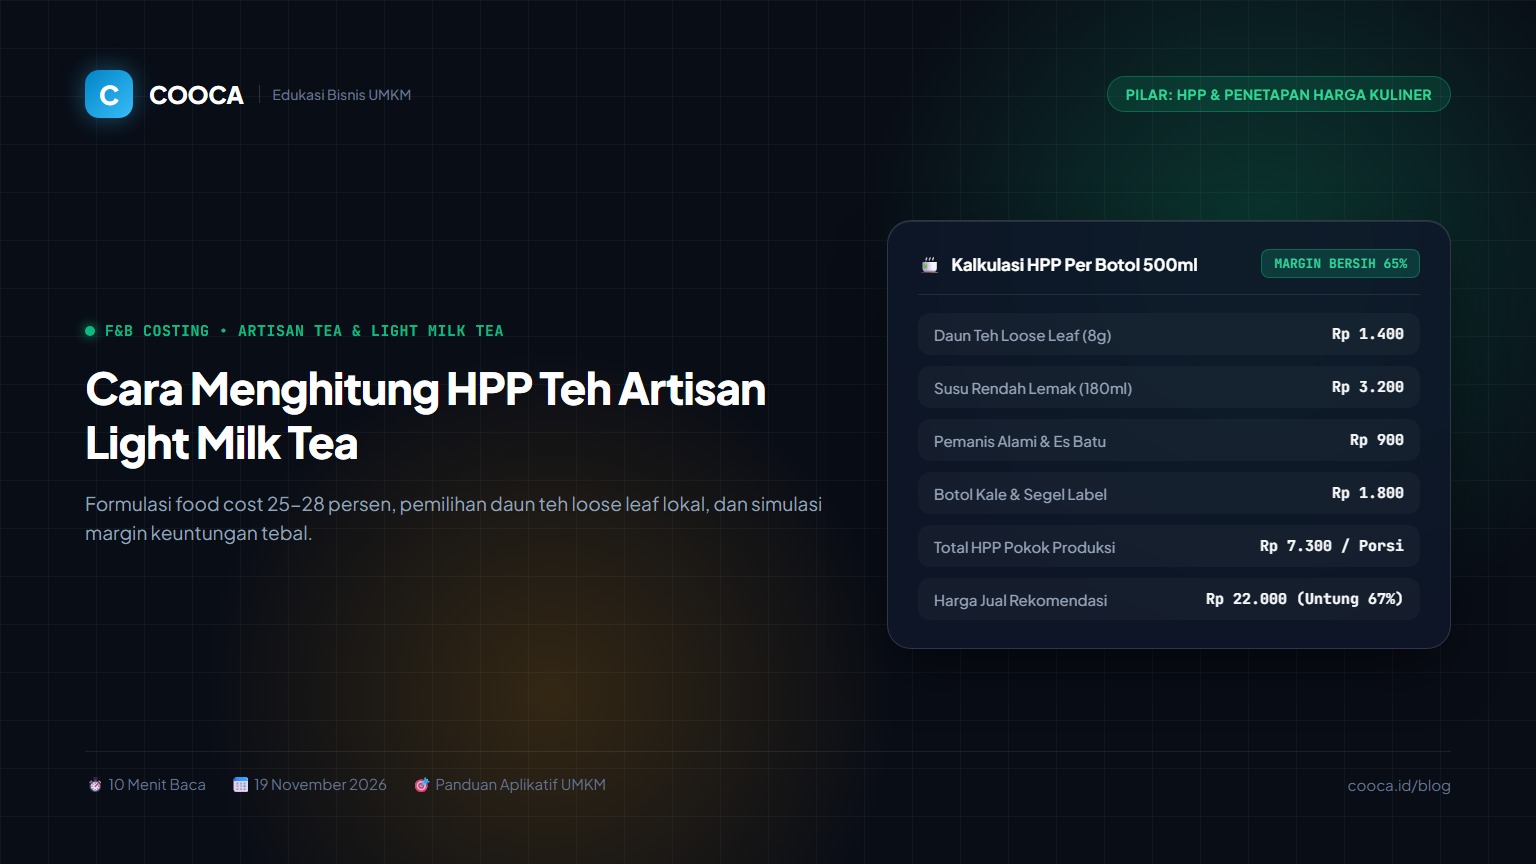 C
COOCA
Edukasi Bisnis UMKM
PILAR: HPP & PENETAPAN HARGA KULINER
F&B COSTING • ARTISAN TEA & LIGHT MILK TEA
Cara Menghitung HPP Teh Artisan
Light Milk Tea
Formulasi food cost 25–28 persen, pemilihan daun teh loose leaf lokal, dan simulasi
margin keuntungan tebal.
Kalkulasi HPP Per Botol 500ml
MARGIN BERSIH 65%
Daun Teh Loose Leaf (8g) Rp 1.400
Susu Rendah Lemak (180ml) Rp 3.200
Pemanis Alami & Es Batu Rp 900
Botol Kale & Segel Label Rp 1.800
Total HPP Pokok Produksi Rp 7.300 / Porsi
Harga Jual Rekomendasi Rp 22.000 (Untung 67%)
10 Menit Baca
19 November 2026
Panduan Aplikatif UMKM
cooca.id/blog